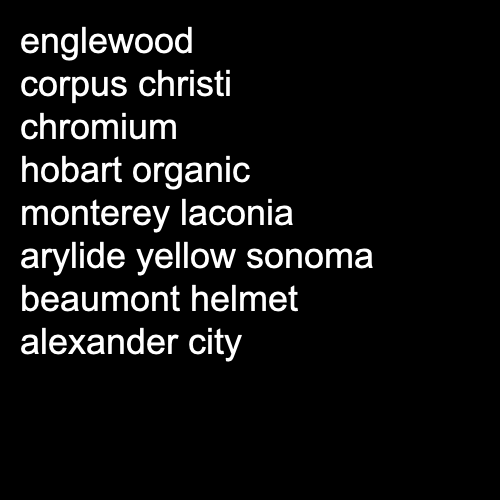 englewood
corpus christi
chromium
hobart organic
monterey laconia
arylide yellow sonoma
beaumont helmet
alexander city